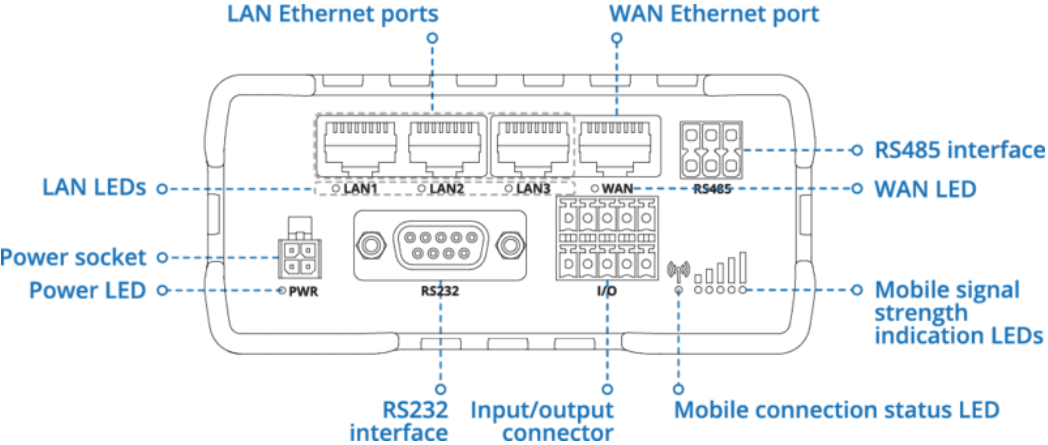 LAN Ethernet ports
WAN Ethernet port
RS485 interface
LAN LEDs
LAN1
LAN2
LAN3
WAN
RS485
WAN LED
Power socket
Power LED
PWR
RS232
I/O
Mobile signal
strength
indication LEDs
RS232
interface
Input/output
connector
Mobile connection status LED